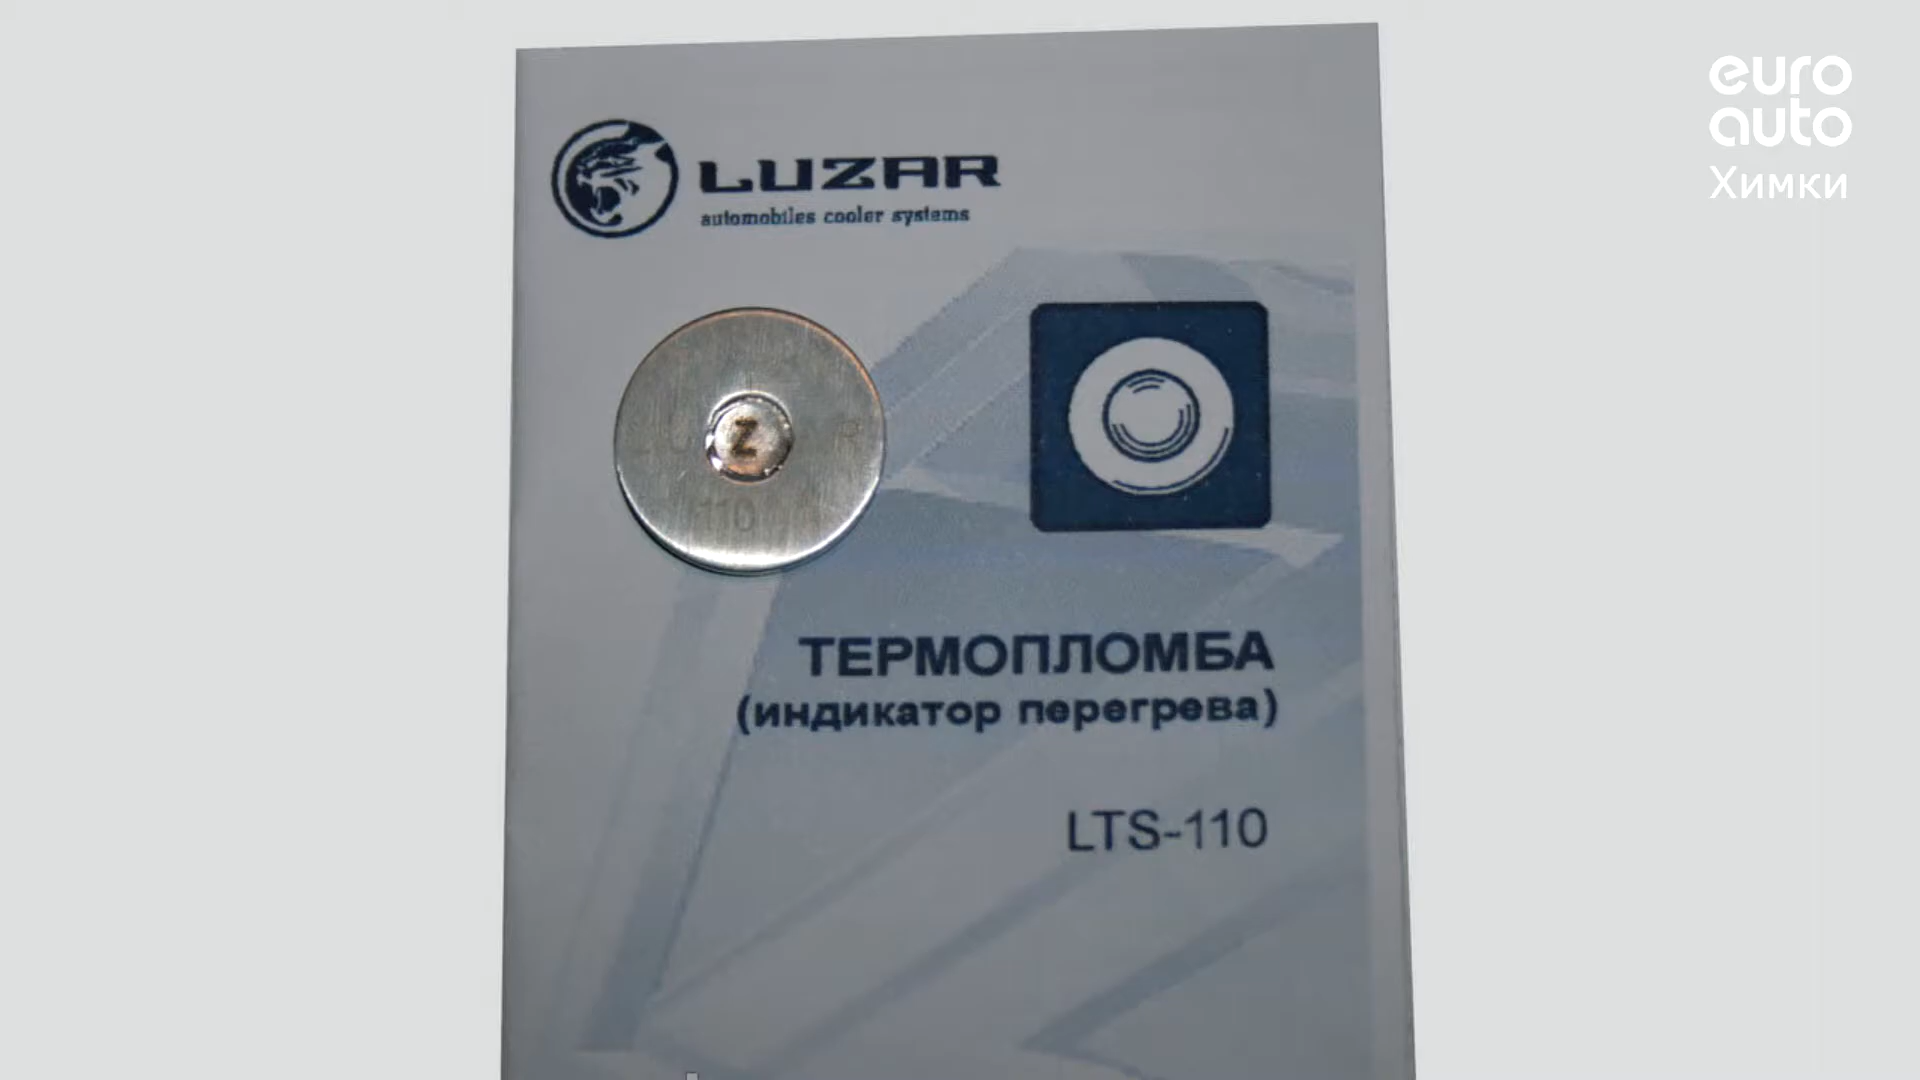 LUZAR
automobiles cooler systems
Z
R
110
ТЕРМОПЛОМБА
(индикатор перегрева)
LTS-110
euro
auto
Химки